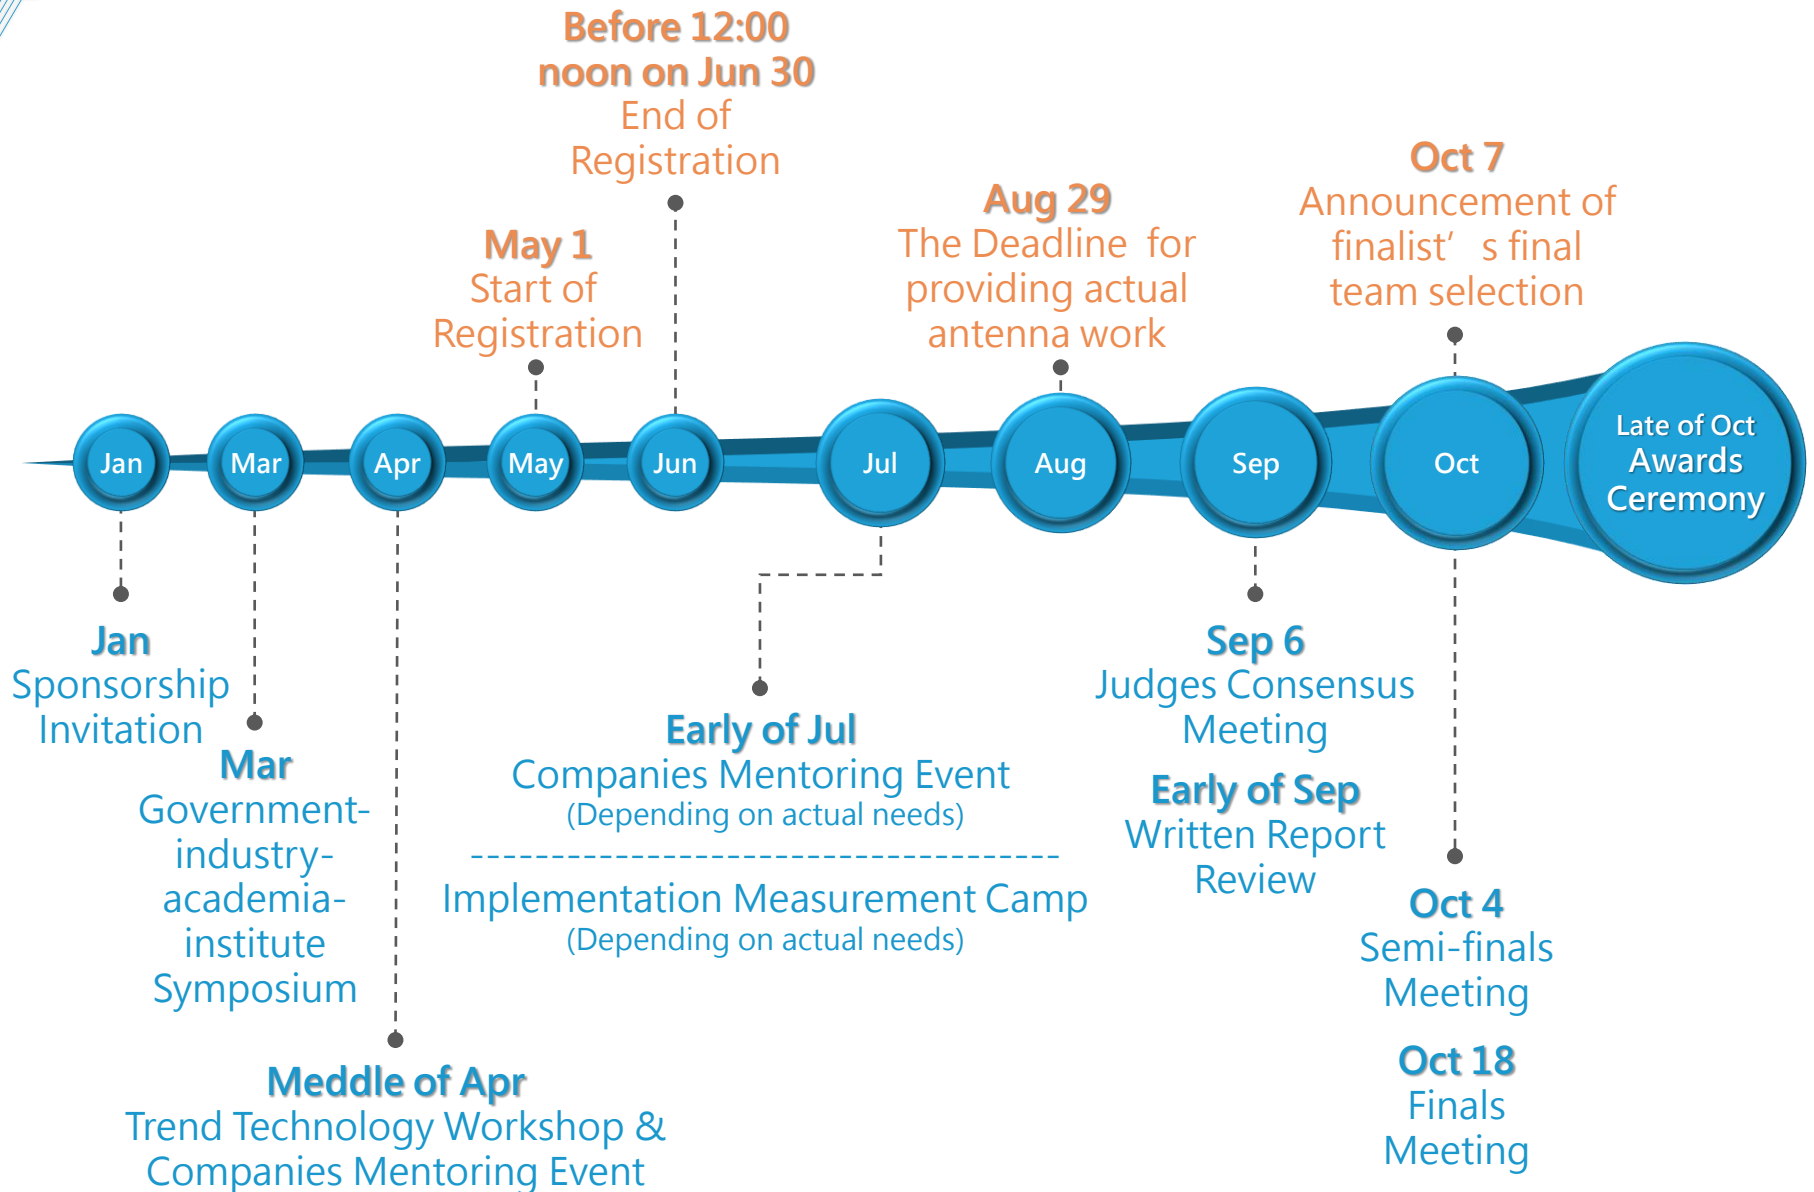 Before 12:00
noon on Jun 30
End of
Registration
May 1
Start of
Registration
Aug 29
The Deadline  for
providing actual
antenna work
Oct 7
Announcement of
finalist’ s final
team selection
Jan
Mar
Apr
May
Jun
Jul
Aug
Sep
Oct
Late of Oct
Awards
Ceremony
Jan
Sponsorship
Invitation
Mar
Government-
industry-
academia-
institute
Symposium
Meddle of Apr
Trend Technology Workshop &
Companies Mentoring Event
Early of Jul
Companies Mentoring Event
(Depending on actual needs)
Implementation Measurement Camp
(Depending on actual needs)
Sep 6
Judges Consensus
Meeting
Early of Sep
Written Report
Review
Oct 4
Semi-finals
Meeting
Oct 18
Finals
Meeting